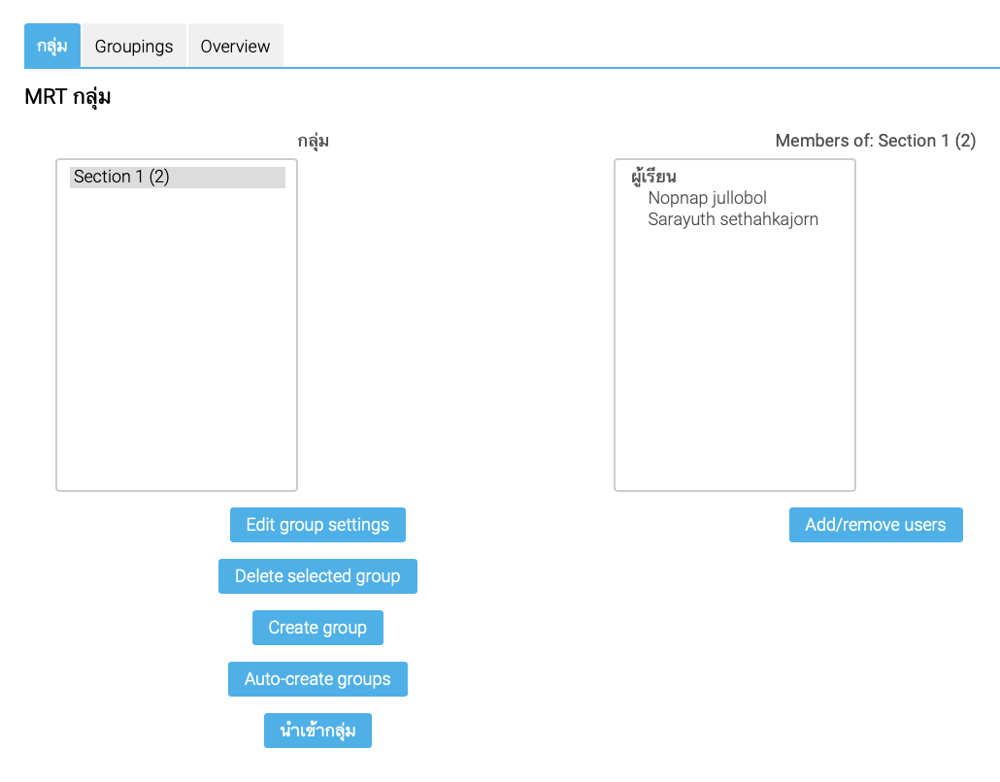 กลุ่ม Groupings Overview
MRT กลุ่ม
กลุ่ม
Section 1 (2)
Members of: Section 1 (2)
ผู้เรียน
Nopnap jullobol
Sarayuth sethahkajorn
Edit group settings
Delete selected group
Create group
Auto-create groups
นำเข้ากลุ่ม
Add/remove users